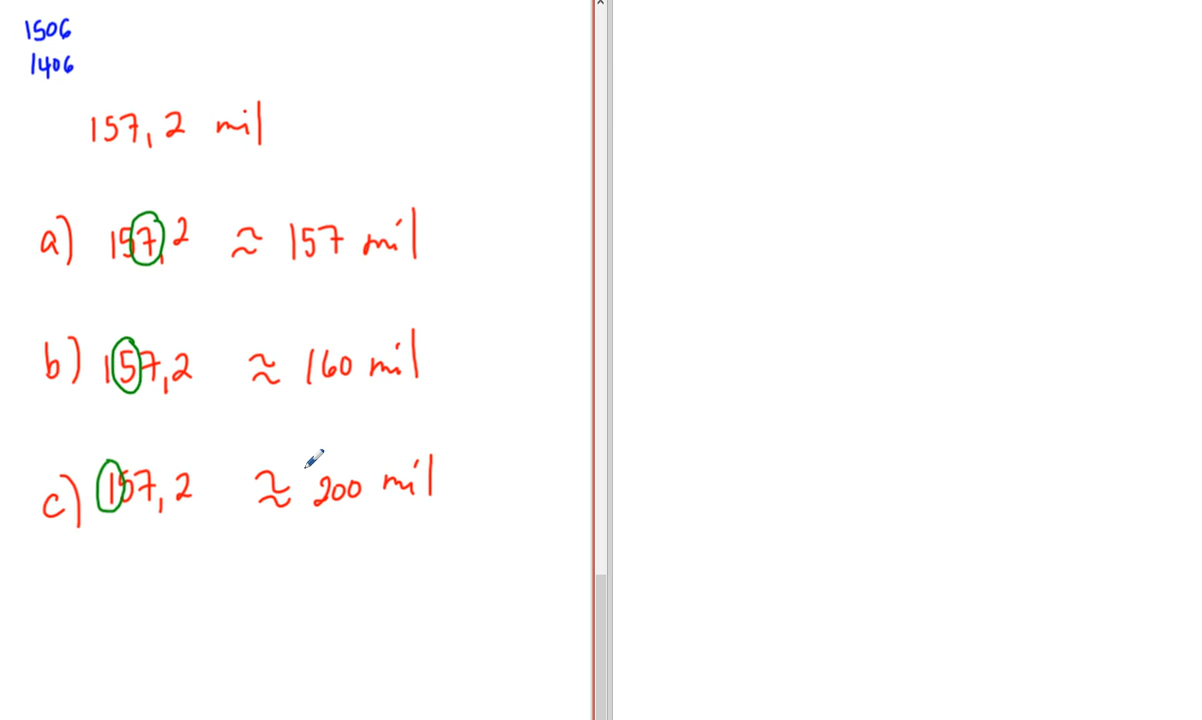 1506
1406
157,2 mil
a) 157,2 ≈ 157 mil
b) 157,2 ≈ 160 mil
c) 157,2 ≈ 200 mil